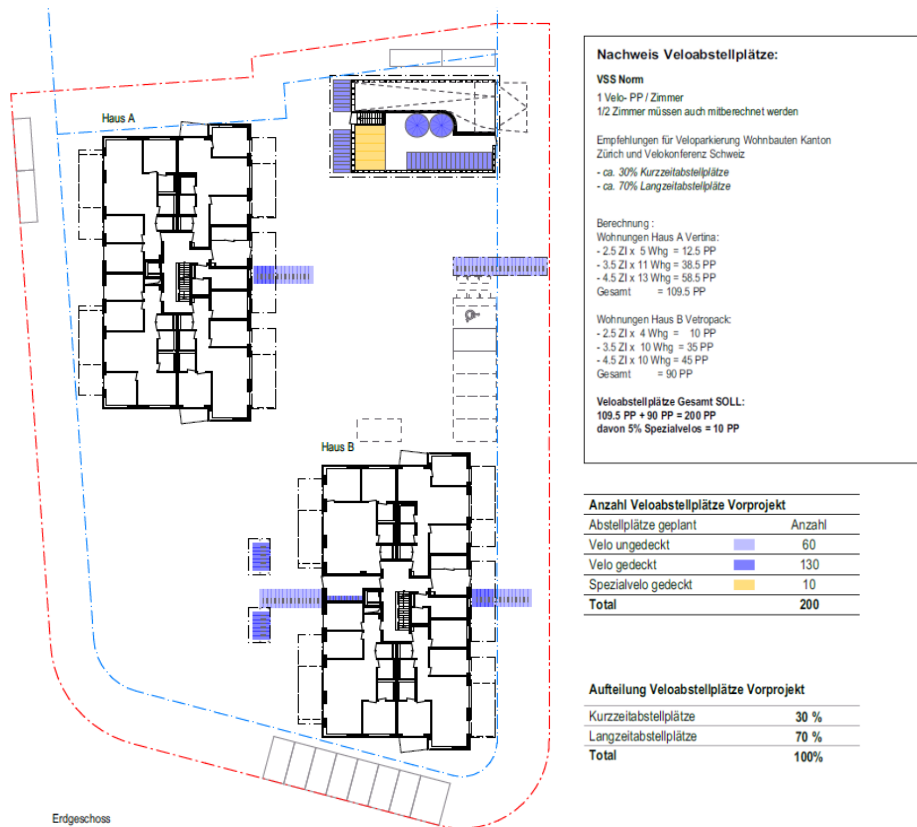 Nachweis Veloabstellplätze:
VSS Norm
1 Velo- PP / Zimmer
1/2 Zimmer müssen auch mitberechnet werden
Empfehlungen für Veloparkierung Wohnbauten Kanton
Zürich und Velokonferenz Schweiz
- ca. 30% Kurzzeitabstellplätze
- ca. 70% Langzeitabstellplätze
Berechnung :
Wohnungen Haus A Vertina:
- 2.5 ZI x 5 Whg = 12.5 PP
- 3.5 ZI x 11 Whg = 38.5 PP
- 4.5 ZI x 13 Whg = 58.5 PP
Gesamt = 109.5 PP
Wohnungen Haus B Vetropack:
- 2.5 ZI x 4 Whg = 10 PP
- 3.5 ZI x 10 Whg = 35 PP
- 4.5 ZI x 10 Whg = 45 PP
Gesamt = 90 PP
Veloabstellplätze Gesamt SOLL:
109.5 PP + 90 PP = 200 PP
davon 5% Spezialvelos = 10 PP
Haus A
Haus B
Anzahl Veloabstellplätze Vorprojekt
Abstellplätze geplant Anzahl
Velo ungedeckt 60
Velo gedeckt 130
Spezialvelo gedeckt 10
Total 200
Aufteilung Veloabstellplätze Vorprojekt
Kurzzeitabstellplätze 30 %
Langzeitabstellplätze 70 %
Total 100%
Erdgeschoss